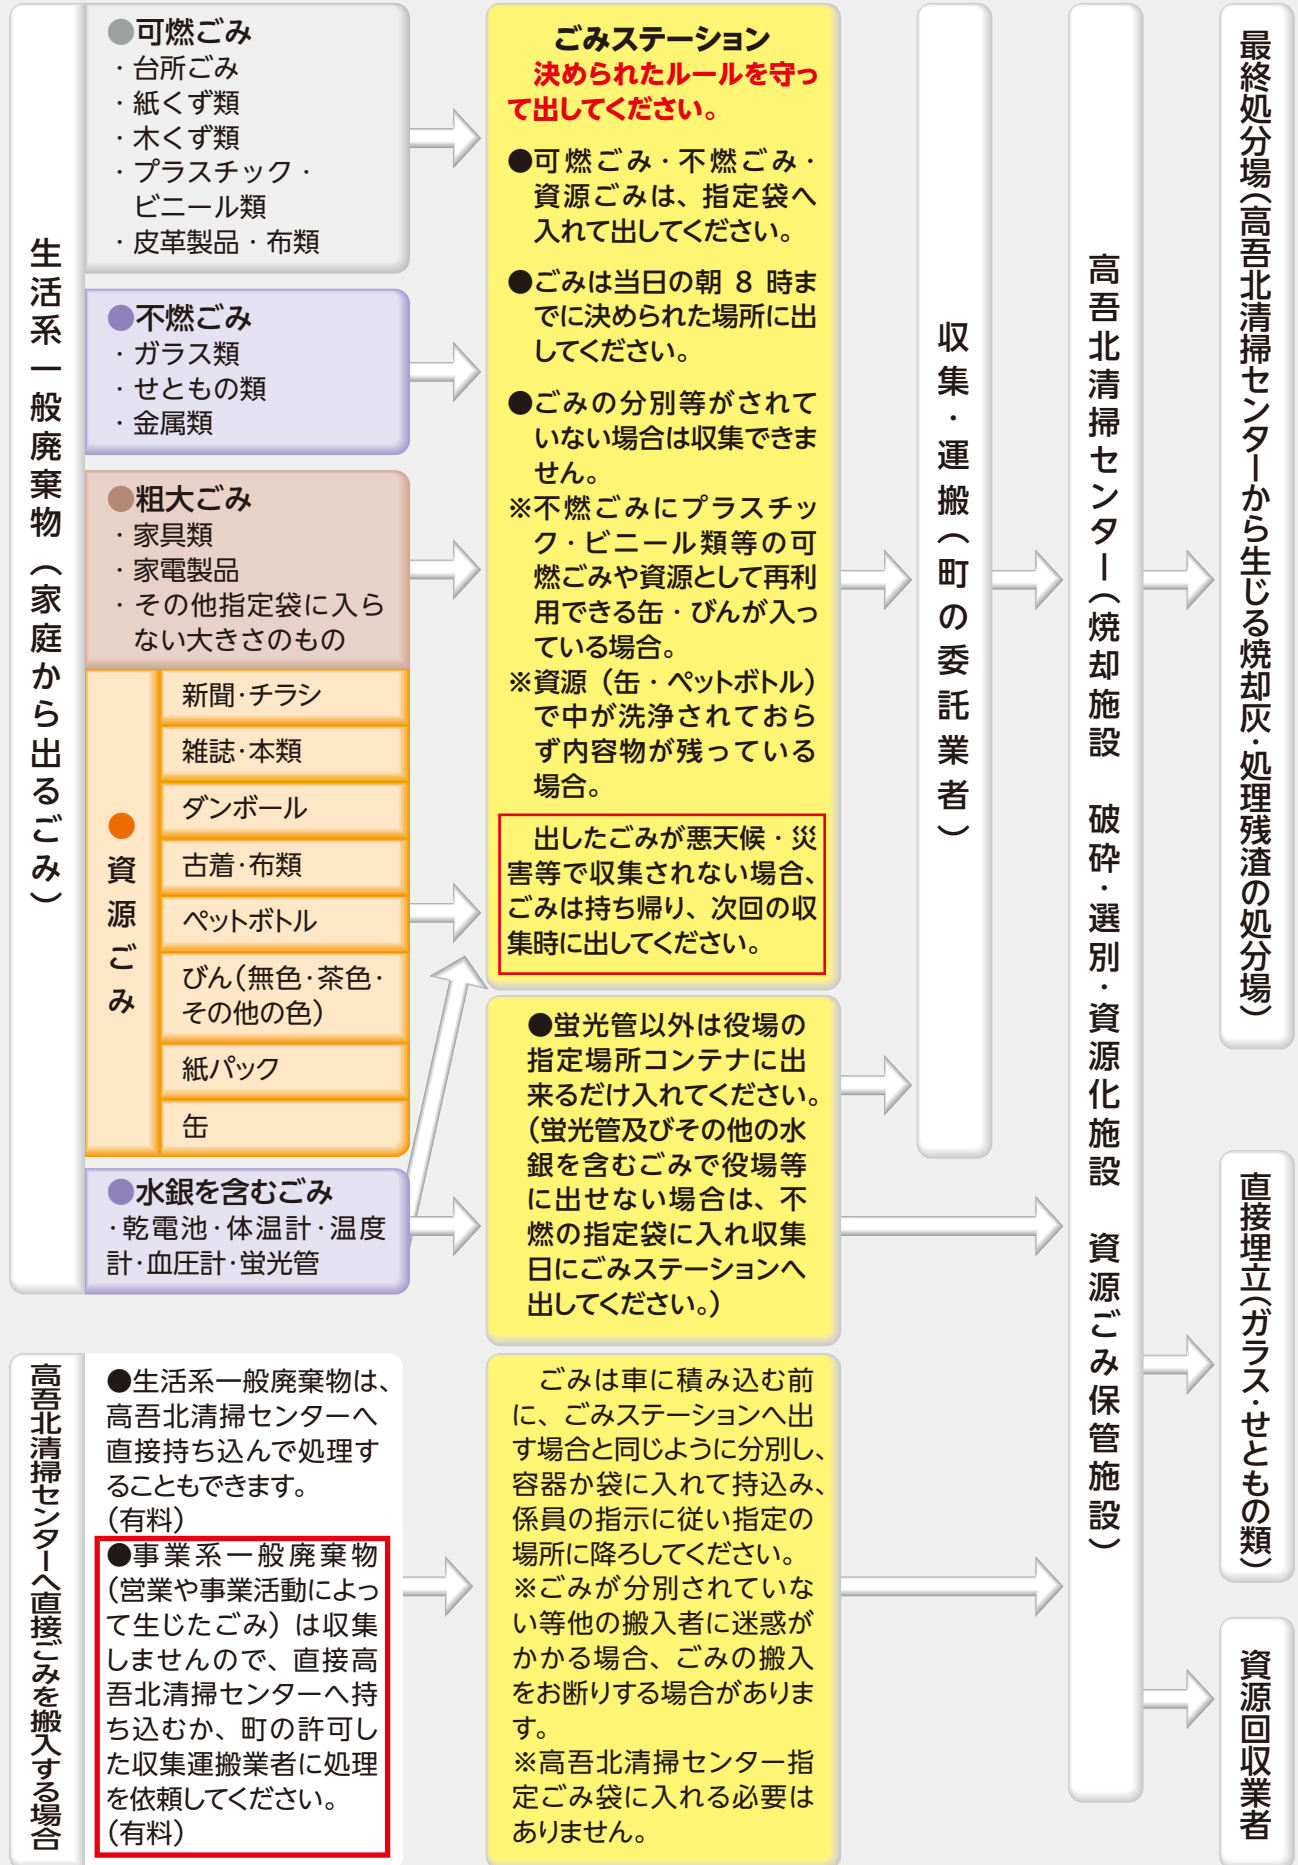 生活系一般廃棄物（家庭から出るごみ）
●可燃ごみ
・台所ごみ
・紙くず類
・木くず類
・プラスチック・
ビニール類
・皮革製品・布類
●不燃ごみ
・ガラス類
・せともの類
・金属類
●粗大ごみ
・家具類
・家電製品
・その他指定袋に入ら
ない大きさのもの
●資源ごみ
新聞・チラシ
雑誌・本類
ダンボール
古着・布類
ペットボトル
びん（無色・茶色・
その他の色）
紙パック
缶
●水銀を含むごみ
・乾電池・体温計・温度
計・血圧計・蛍光管
ごみステーション
決められたルールを守っ
て出してください。
●可燃ごみ・不燃ごみ・
資源ごみは、指定袋へ
入れて出してください。
●ごみは当日の朝 8 時ま
でに決められた場所に出
してください。
●ごみの分別等がされて
いない場合は収集できま
せん。
※不燃ごみにプラスチッ
ク・ビニール類等の可
燃ごみや資源として再利
用できる缶・びんが入っ
ている場合。
※資源（缶・ペットボトル）
で中が洗浄されておら
ず内容物が残っている
場合。
出したごみが悪天候・災
害等で収集されない場合、
ごみは持ち帰り、次回の収
集時に出してください。
●蛍光管以外は役場の
指定場所コンテナに出
来るだけ入れてください。
（蛍光管及びその他の水
銀を含むごみで役場等
に出せない場合は、不
燃の指定袋に入れ収集
日にごみステーションへ
出してください。）
収集・運搬（町の委託業者）
高吾北清掃センター（焼却施設　破砕・選別・資源化施設　資源ごみ保管施設）
最終処分場（高吾北清掃センターから生じる焼却灰・処理残渣の処分場）
直接埋立（ガラス・せともの類）
資源回収業者
高吾北清掃センターへ直接ごみを搬入する場合
●生活系一般廃棄物は、
高吾北清掃センターへ
直接持ち込んで処理す
ることもできます。
（有料）
●事業系一般廃棄物
（営業や事業活動によっ
て生じたごみ）は収集
しませんので、直接高
吾北清掃センターへ持
ち込むか、町の許可し
た収集運搬業者に処理
を依頼してください。
（有料）
ごみは車に積み込む前
に、ごみステーションへ出
す場合と同じように分別し、
容器か袋に入れて持込み、
係員の指示に従い指定の
場所に降ろしてください。
※ごみが分別されていな
い等他の搬入者に迷惑が
かかる場合、ごみの搬入
をお断りする場合がありま
す。
※高吾北清掃センター指
定ごみ袋に入れる必要は
ありません。